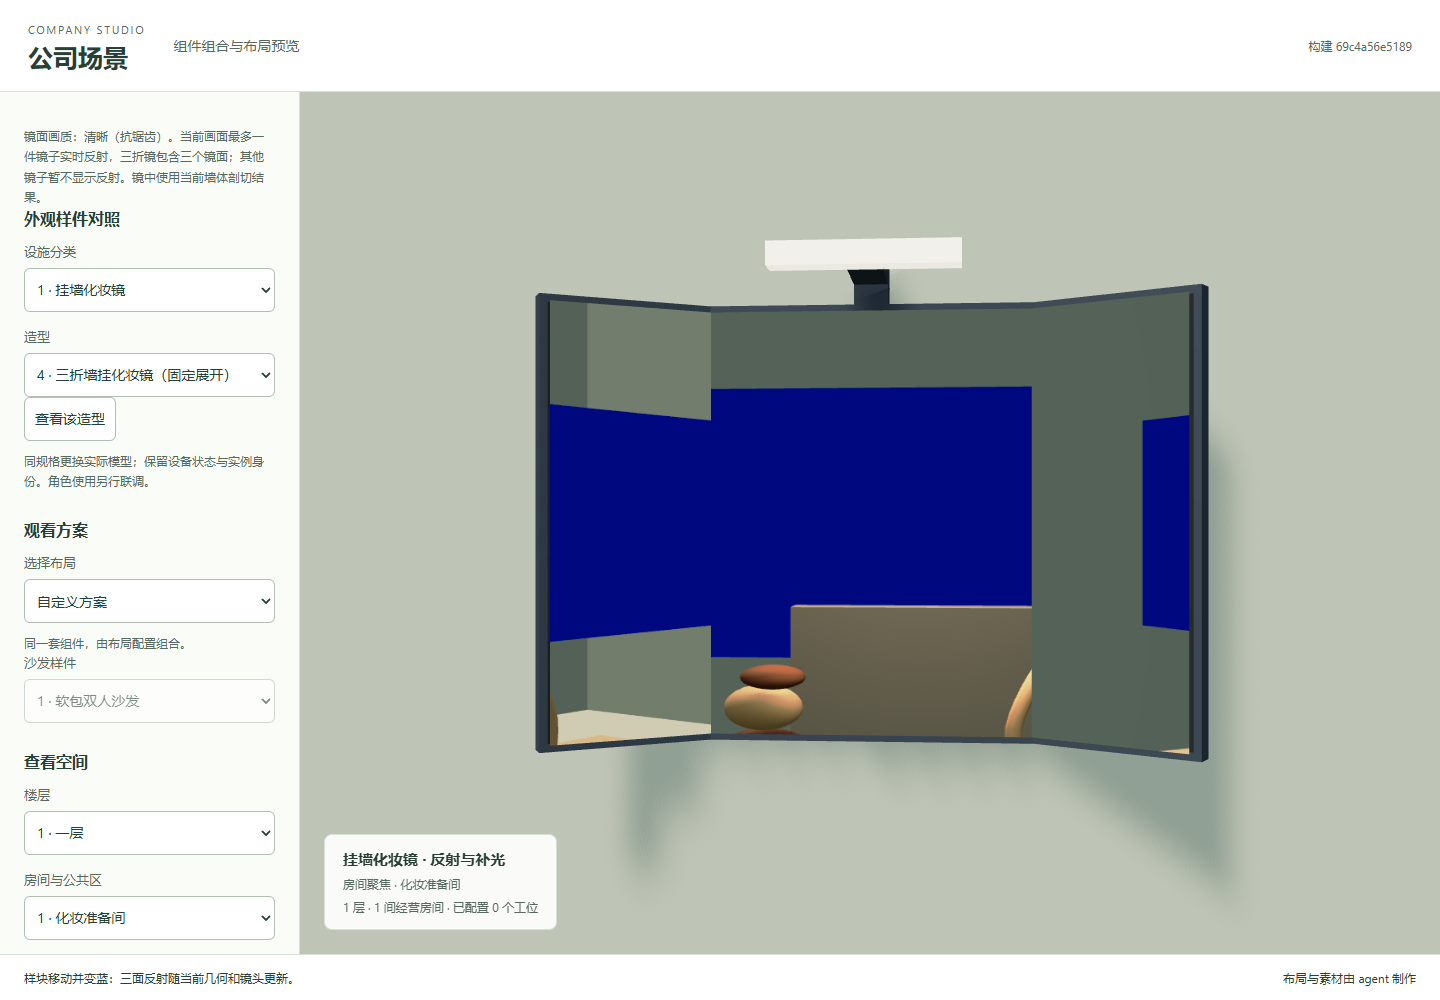 COMPANY STUDIO
公司场景
组件组合与布局预览
构建 69c4a56e5189
镜面画质：清晰（抗锯齿）。当前画面最多一
件镜子实时反射，三折镜包含三个镜面；其他
镜子暂不显示反射。镜中使用当前墙体剖切结
果。
外观样件对照
设施分类
1 · 挂墙化妆镜
造型
4 · 三折墙挂化妆镜（固定展开）
查看该造型
同规格更换实际模型；保留设备状态与实例身
份。角色使用另行联调。
观看方案
选择布局
自定义方案
同一套组件，由布局配置组合。
沙发样件
1 · 软包双人沙发
查看空间
楼层
1 · 一层
房间与公共区
1 · 化妆准备间
挂墙化妆镜 · 反射与补光
房间聚焦 · 化妆准备间
1 层 · 1 间经营房间 · 已配置 0 个工位
样块移动并变蓝：三面反射随当前几何和镜头更新。
布局与素材由 agent 制作